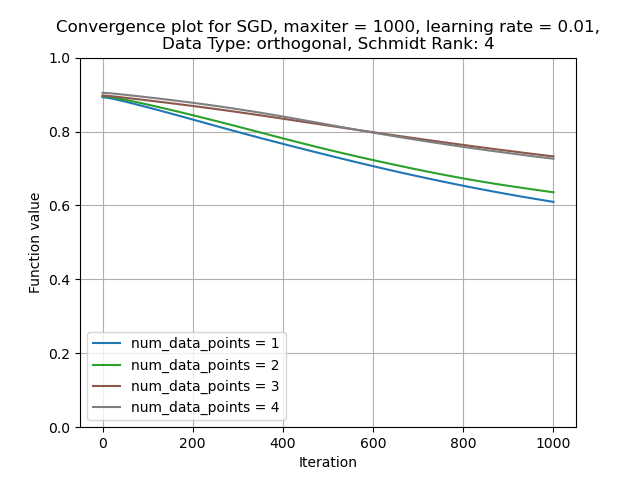 Convergence plot for SGD, maxiter = 1000, learning rate = 0.01,
Data Type: orthogonal, Schmidt Rank: 4
1.0
0.8
0.6
0.4
0.2
0.0
Function value
num_data_points = 1
num_data_points = 2
num_data_points = 3
num_data_points = 4
0 200 400 600 800 1000
Iteration